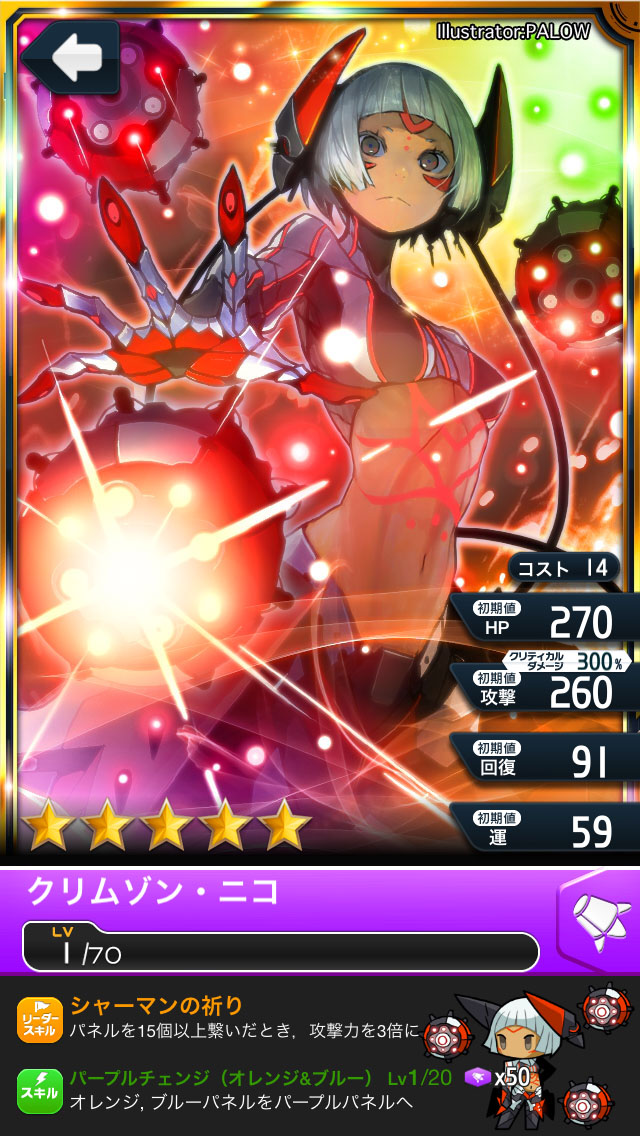 Illustrator:PALOW
コスト 14
初期値
HP 270
クリティカル
ダメージ 300%
初期値
攻撃 260
初期値
回復 91
初期値
運 59
クリムゾン・ニコ
LV
1/70
リーダー
スキル
シャーマンの祈り
パネルを15個以上繋いだとき, 攻撃力を3倍に
スキル
パープルチェンジ（オレンジ&ブルー） Lv1/20 x50
オレンジ, ブルーパネルをパープルパネルへ